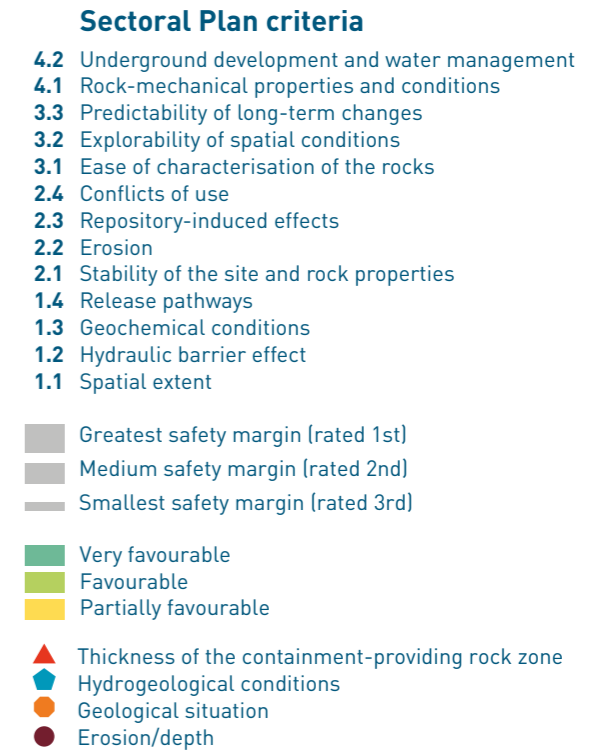 Sectoral Plan criteria
4.2 Underground development and water management
4.1 Rock-mechanical properties and conditions
3.3 Predictability of long-term changes
3.2 Explorability of spatial conditions
3.1 Ease of characterisation of the rocks
2.4 Conflicts of use
2.3 Repository-induced effects
2.2 Erosion
2.1 Stability of the site and rock properties
1.4 Release pathways
1.3 Geochemical conditions
1.2 Hydraulic barrier effect
1.1 Spatial extent
Greatest safety margin (rated 1st)
Medium safety margin (rated 2nd)
Smallest safety margin (rated 3rd)
Very favourable
Favourable
Partially favourable
Thickness of the containment-providing rock zone
Hydrogeological conditions
Geological situation
Erosion/depth